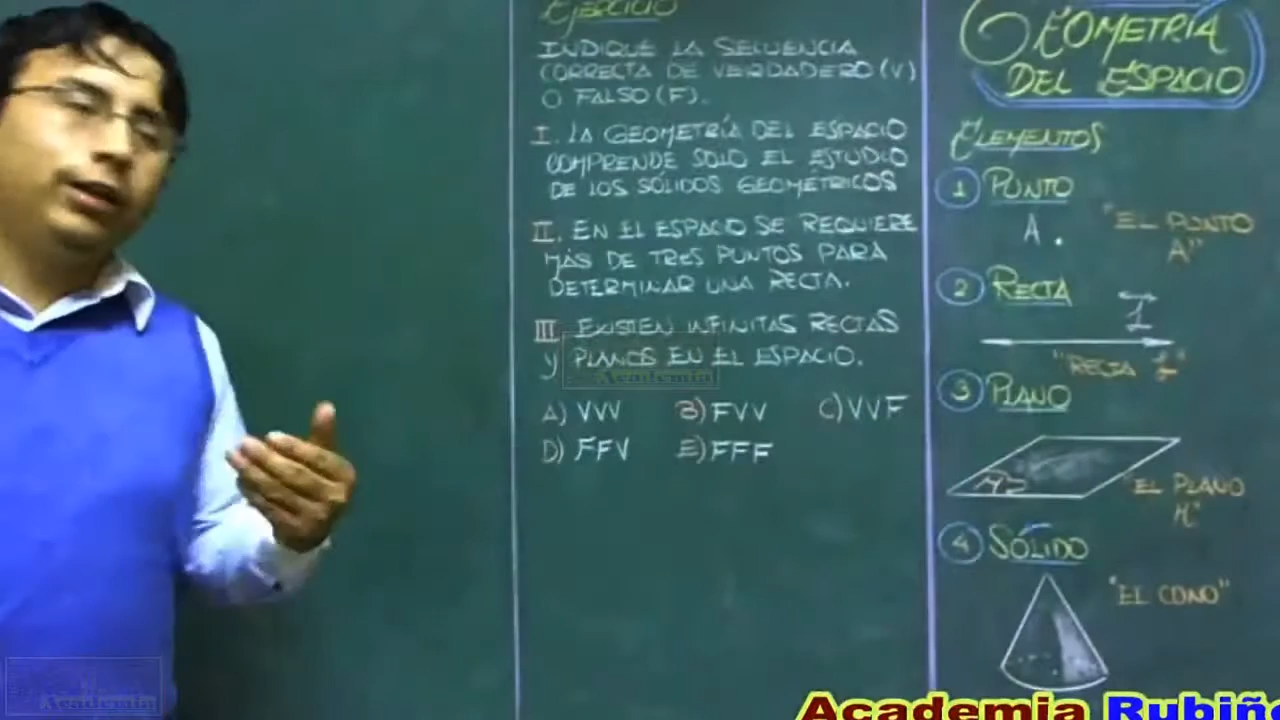 EJERCICIO
INDIQUE LA SECUENCIA
CORRECTA DE VERDADERO (V)
O FALSO (F).
I. LA GEOMETRÍA DEL ESPACIO
COMPRENDE SOLO EL ESTUDIO
DE LOS SÓLIDOS GEOMÉTRICOS
II. EN EL ESPACIO SE REQUIERE
MÁS DE TRES PUNTOS PARA
DETERMINAR UNA RECTA.
III. EXISTEN INFINITAS RECTAS
y PLANOS EN EL ESPACIO.
A) VVV B) FVV C) VVF
D) FFV E) FFF
GEOMETRÍA
DEL ESPACIO
ELEMENTOS
1 PUNTO
A .
"EL PUNTO
A"
2 RECTA
"RECTA
3 PLANO
"EL PLANO
4 SÓLIDO
"EL CONO"
Academia
Academia
Academia Rubiñ